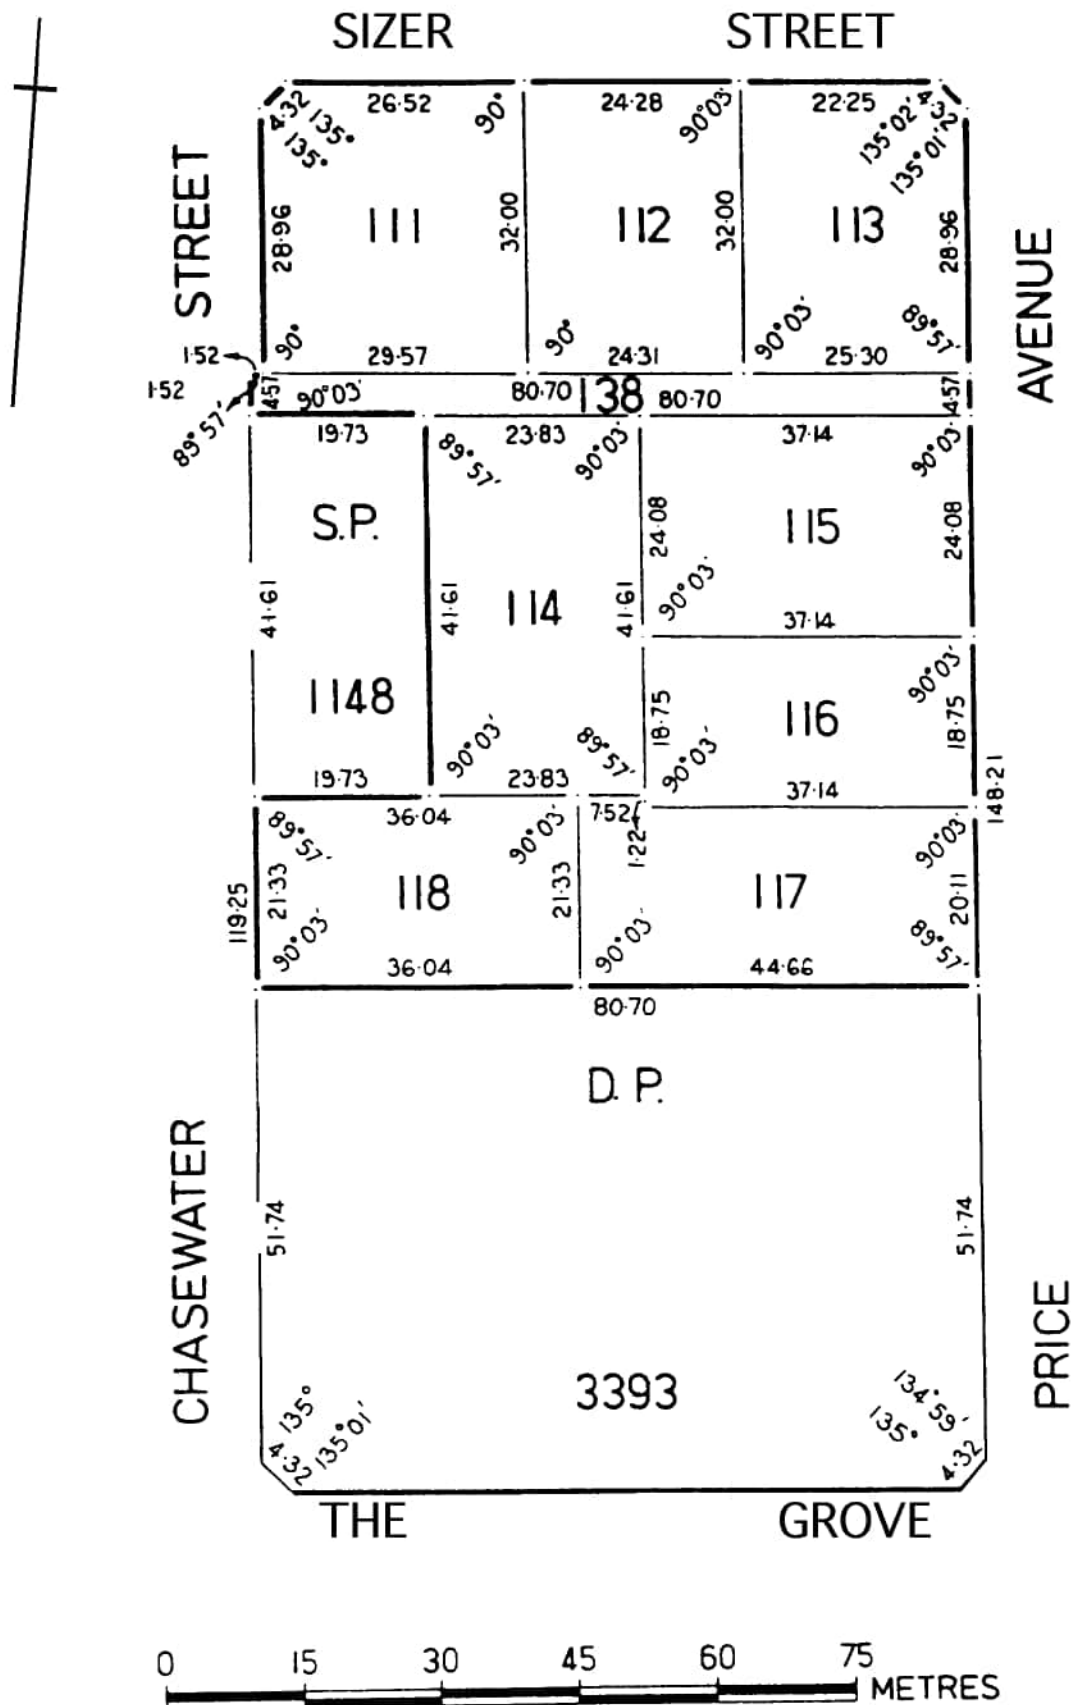 SIZER STREET
26·52 24·28 22·25
4·32 135° 135° 90° 90°03' 135°02' 4·32 135°01'
STREET
28·96 111 32·00 112 32·00 113 28·96
AVENUE
90° 90° 90°03' 89°57'
1·52 29·57 24·31 25·30
1·52 4·57 90°03' 80·70 138 80·70 4·57
89°57' 19·73 89°57' 23·83 90°03' 37·14 90°03'
S.P. 24·08 115 24·08
41·61 41·61 114 41·61 90°03'
37·14
1148 90°03' 89°57' 18·75 90°03' 116 90°03' 18·75
148·21
19·73 23·83 37·14
36·04 7·52
89°57' 90°03' 1·22 90°03'
119·25 21·33 118 21·33 117 20·11
90°03' 90°03' 89°57'
36·04 44·66
80·70
D.P.
CHASEWATER
51·74 51·74
PRICE
3393
135° 4·32 135°01' 134°59' 135° 4·32
THE GROVE
0 15 30 45 60 75
METRES